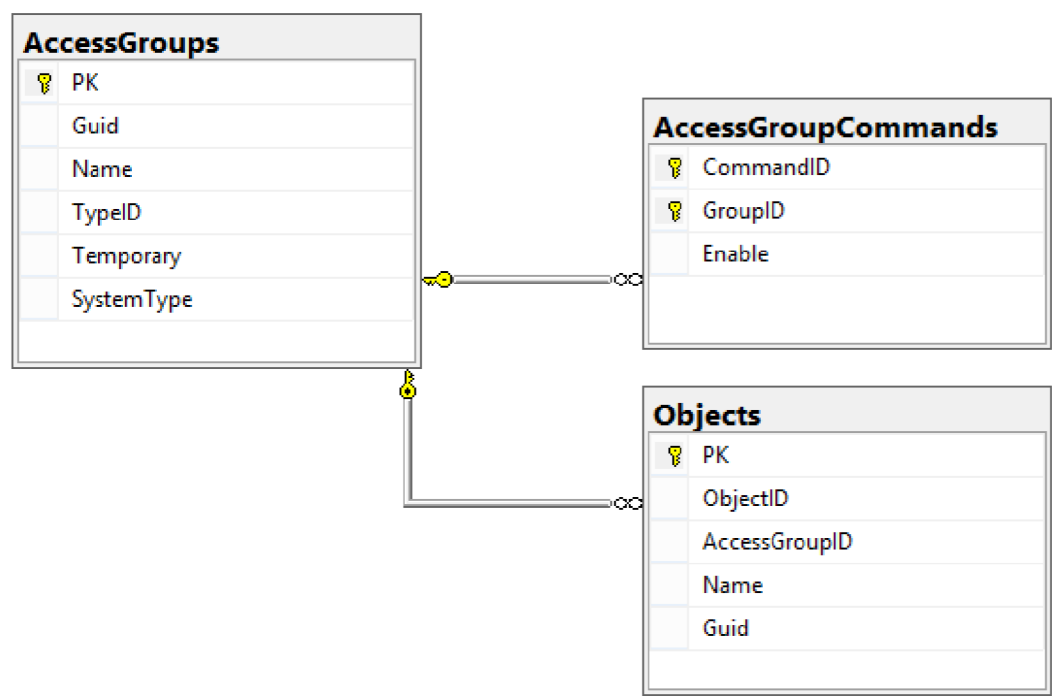 AccessGroups
PK
Guid
Name
TypeID
Temporary
SystemType
AccessGroupCommands
CommandID
GroupID
Enable
Objects
PK
ObjectID
AccessGroupID
Name
Guid